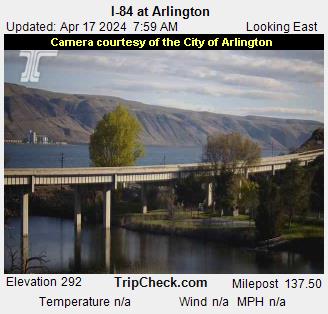 I-84 at Arlington
Updated: Apr 17 2024 7:59 AM Looking East
Camera courtesy of the City of Arlington
Elevation 292 TripCheck.com Milepost 137.50
Temperature n/a Wind n/a MPH n/a